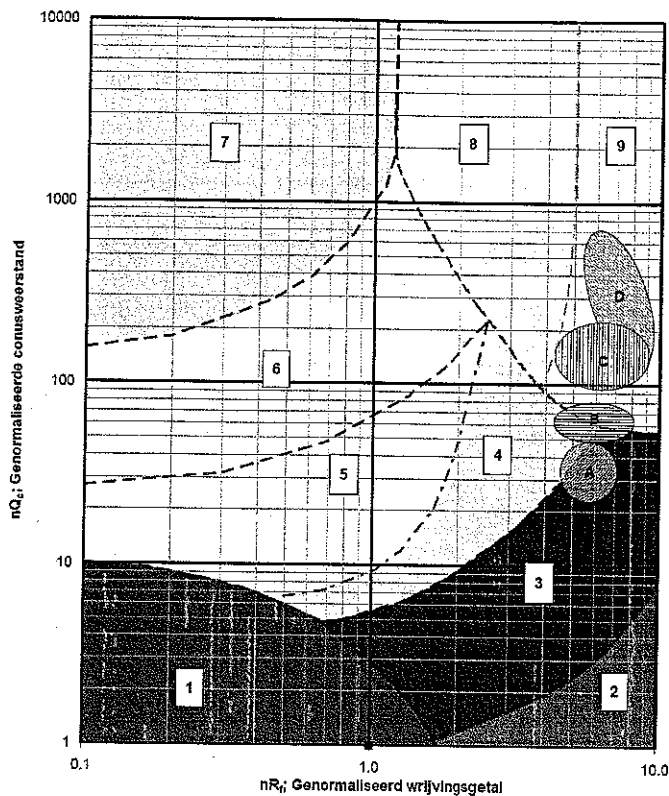 10000
7
8
9
1000
D
C
6
100
B
4
5
A
10
3
1
2
1
0.1
1.0
10.0
nQc; Genormaliseerde conusweerstand
nRf; Genormaliseerd wrijvingsgetal